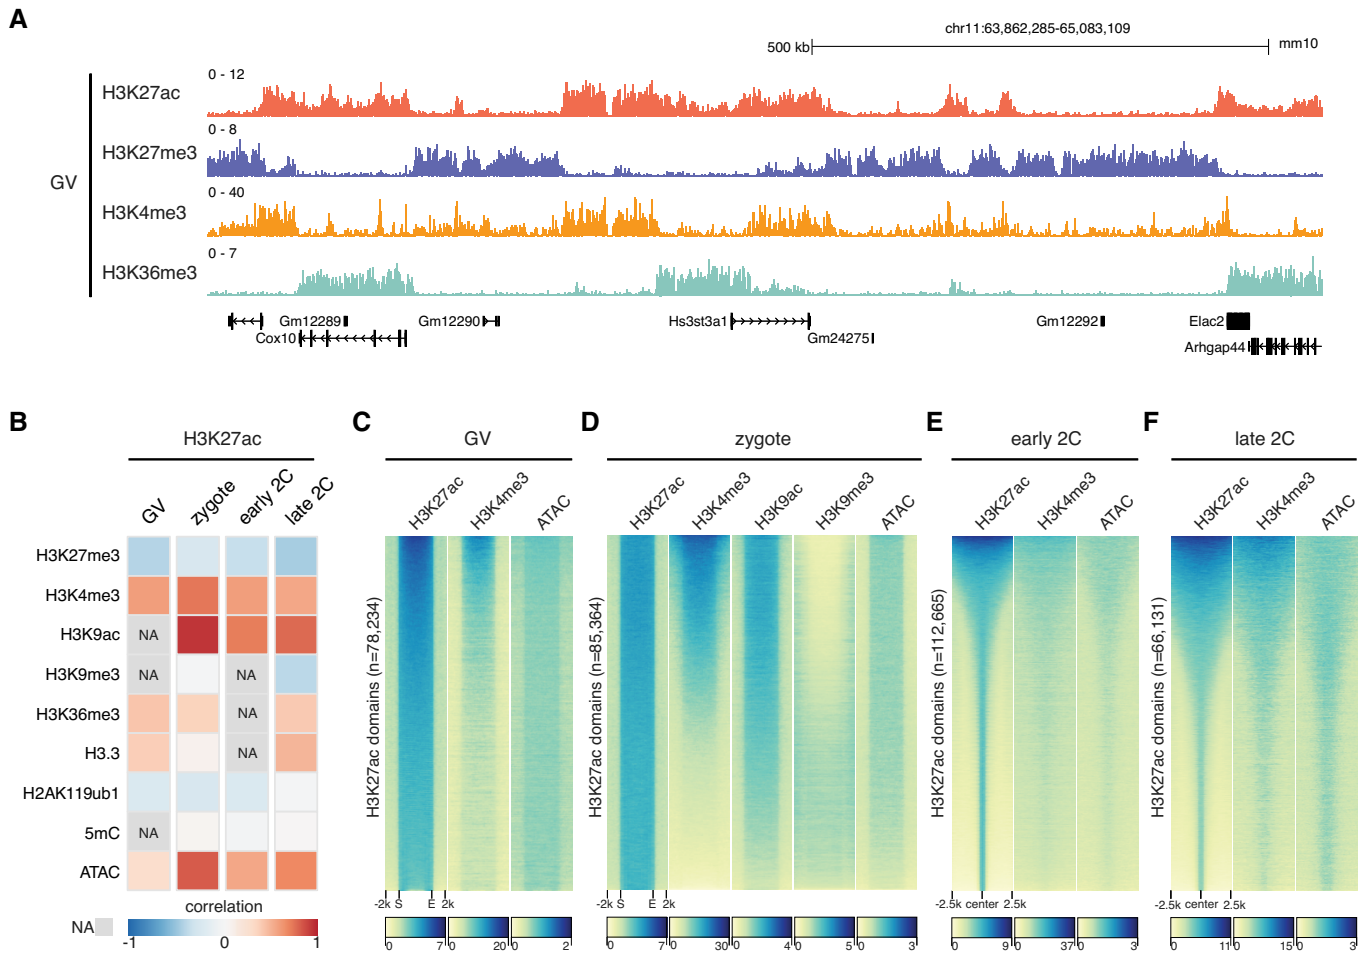 A
chr11:63,862,285-65,083,109
500 kb
mm10
GV
0 - 12
H3K27ac
0 - 8
H3K27me3
0 - 40
H3K4me3
0 - 7
H3K36me3
Gm12289
Gm12290
Hs3st3a1
Gm12292
Elac2
Cox10
Gm24275
Arhgap44
B
H3K27ac
GV
zygote
early 2C
late 2C
H3K27me3
H3K4me3
H3K9ac
NA
H3K9me3
NA
NA
H3K36me3
NA
H3.3
NA
H2AK119ub1
5mC
NA
ATAC
correlation
NA
-1
0
1
C
GV
H3K27ac
H3K4me3
ATAC
H3K27ac domains (n=78,234)
-2k S E 2k
0 7 0 20 0 2
D
zygote
H3K27ac
H3K4me3
H3K9ac
H3K9me3
ATAC
H3K27ac domains (n=85,364)
-2k S E 2k
0 7 0 30 0 4 0 5 0 3
E
early 2C
H3K27ac
H3K4me3
ATAC
H3K27ac domains (n=112,665)
-2.5k center 2.5k
0 9 0 37 0 3
F
late 2C
H3K27ac
H3K4me3
ATAC
H3K27ac domains (n=66,131)
-2.5k center 2.5k
0 11 0 15 0 3